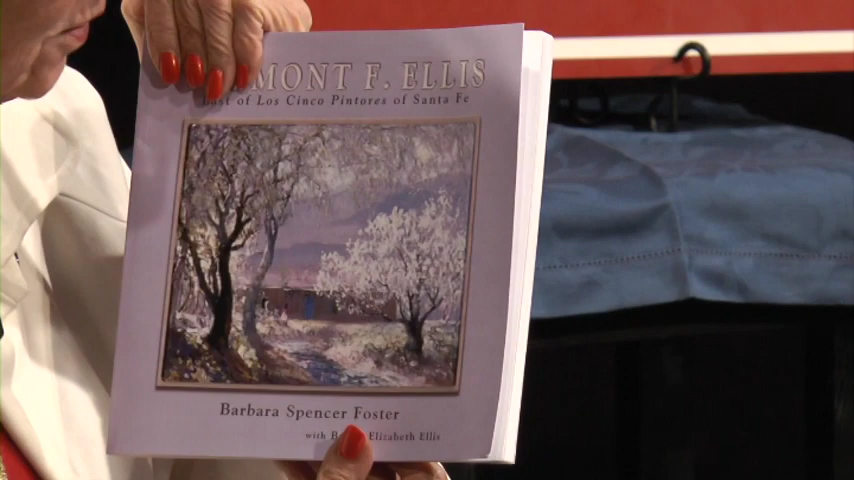 MONT F. ELLIS
Last of Los Cinco Pintores of Santa Fe
Barbara Spencer Foster
with Elizabeth Ellis